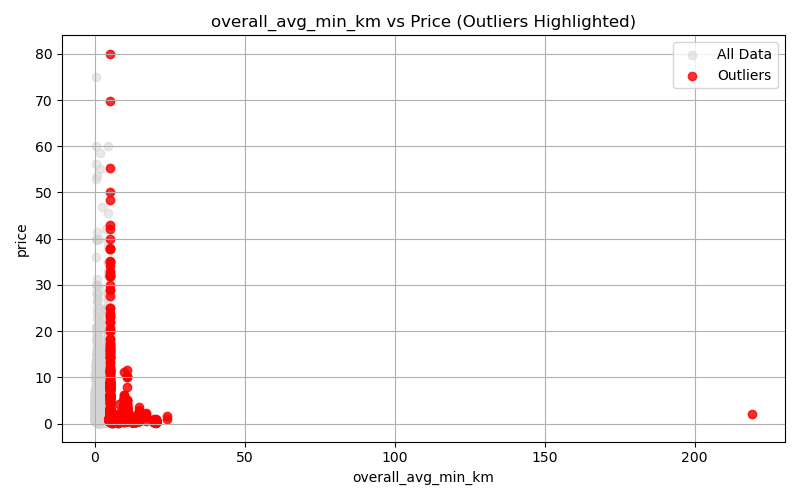 overall_avg_min_km vs Price (Outliers Highlighted)
All Data
Outliers
80
70
60
50
40
30
20
10
0
price
0 50 100 150 200
overall_avg_min_km